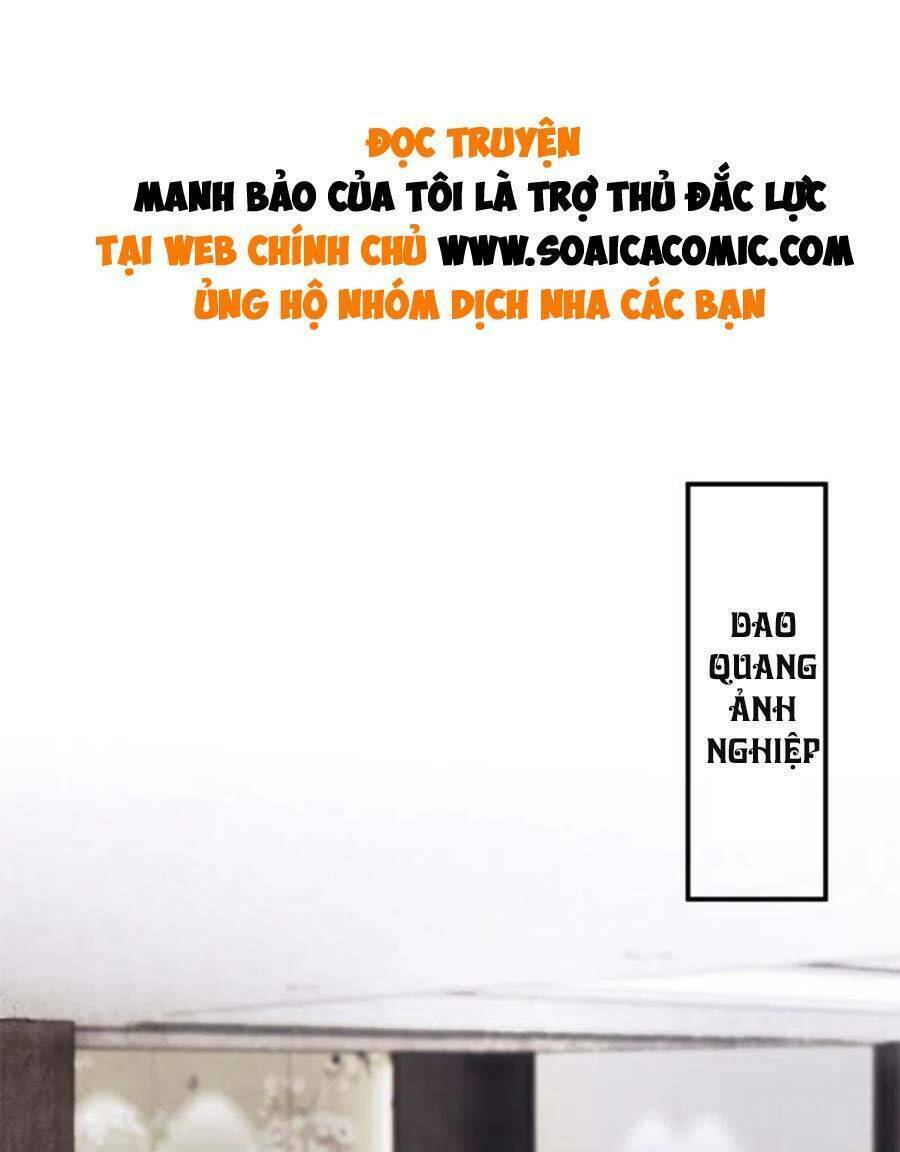 ĐỌC TRUYỆN
MANH BẢO CỦA TÔI LÀ TRỢ THỦ ĐẮC LỰC
TẠI WEB CHÍNH CHỦ WWW.SOAICACOMIC.COM
ỦNG HỘ NHÓM DỊCH NHA CÁC BẠN
DAO
QUANG
ẢNH
NGHIỆP